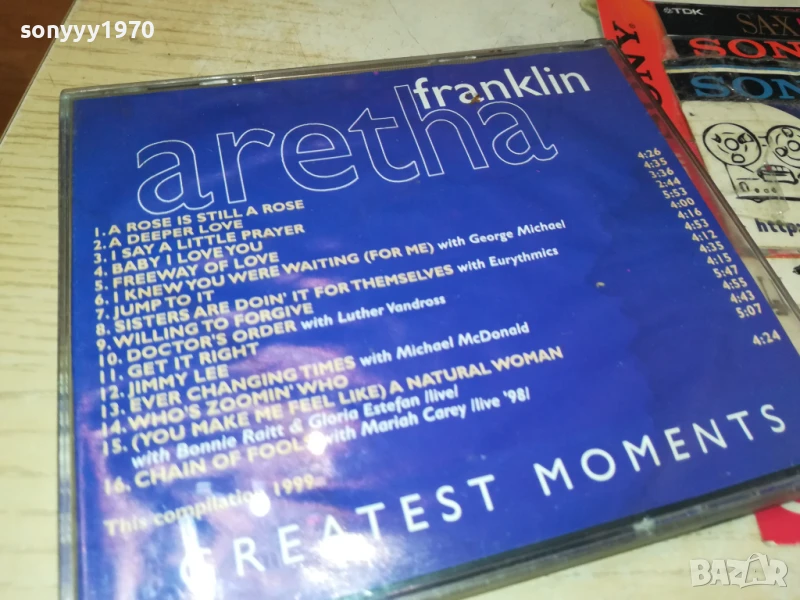 sonyyy1970
TDK
SA-X
SON
SONY
SON
http:
franklin
aretha
1. A ROSE IS STILL A ROSE 4:26
2. A DEEPER LOVE 4:35
3. I SAY A LITTLE PRAYER 3:36
4. BABY I LOVE YOU 2:44
5. FREEWAY OF LOVE 5:53
6. I KNEW YOU WERE WAITING (FOR ME) with George Michael 4:00
7. JUMP TO IT 4:16
8. SISTERS ARE DOIN' IT FOR THEMSELVES with Eurythmics 4:53
9. WILLING TO FORGIVE 4:12
10. DOCTOR'S ORDER with Luther Vandross 4:35
11. GET IT RIGHT 4:15
12. JIMMY LEE 5:47
13. EVER CHANGING TIMES with Michael McDonald 4:55
14. WHO'S ZOOMIN' WHO 4:43
15. (YOU MAKE ME FEEL LIKE) A NATURAL WOMAN 5:07
with Bonnie Raitt & Gloria Estefan /live/
16. CHAIN OF FOOLS with Mariah Carey /live '98/ 4:24
This compilation 1999
GREATEST MOMENTS
BAZAR